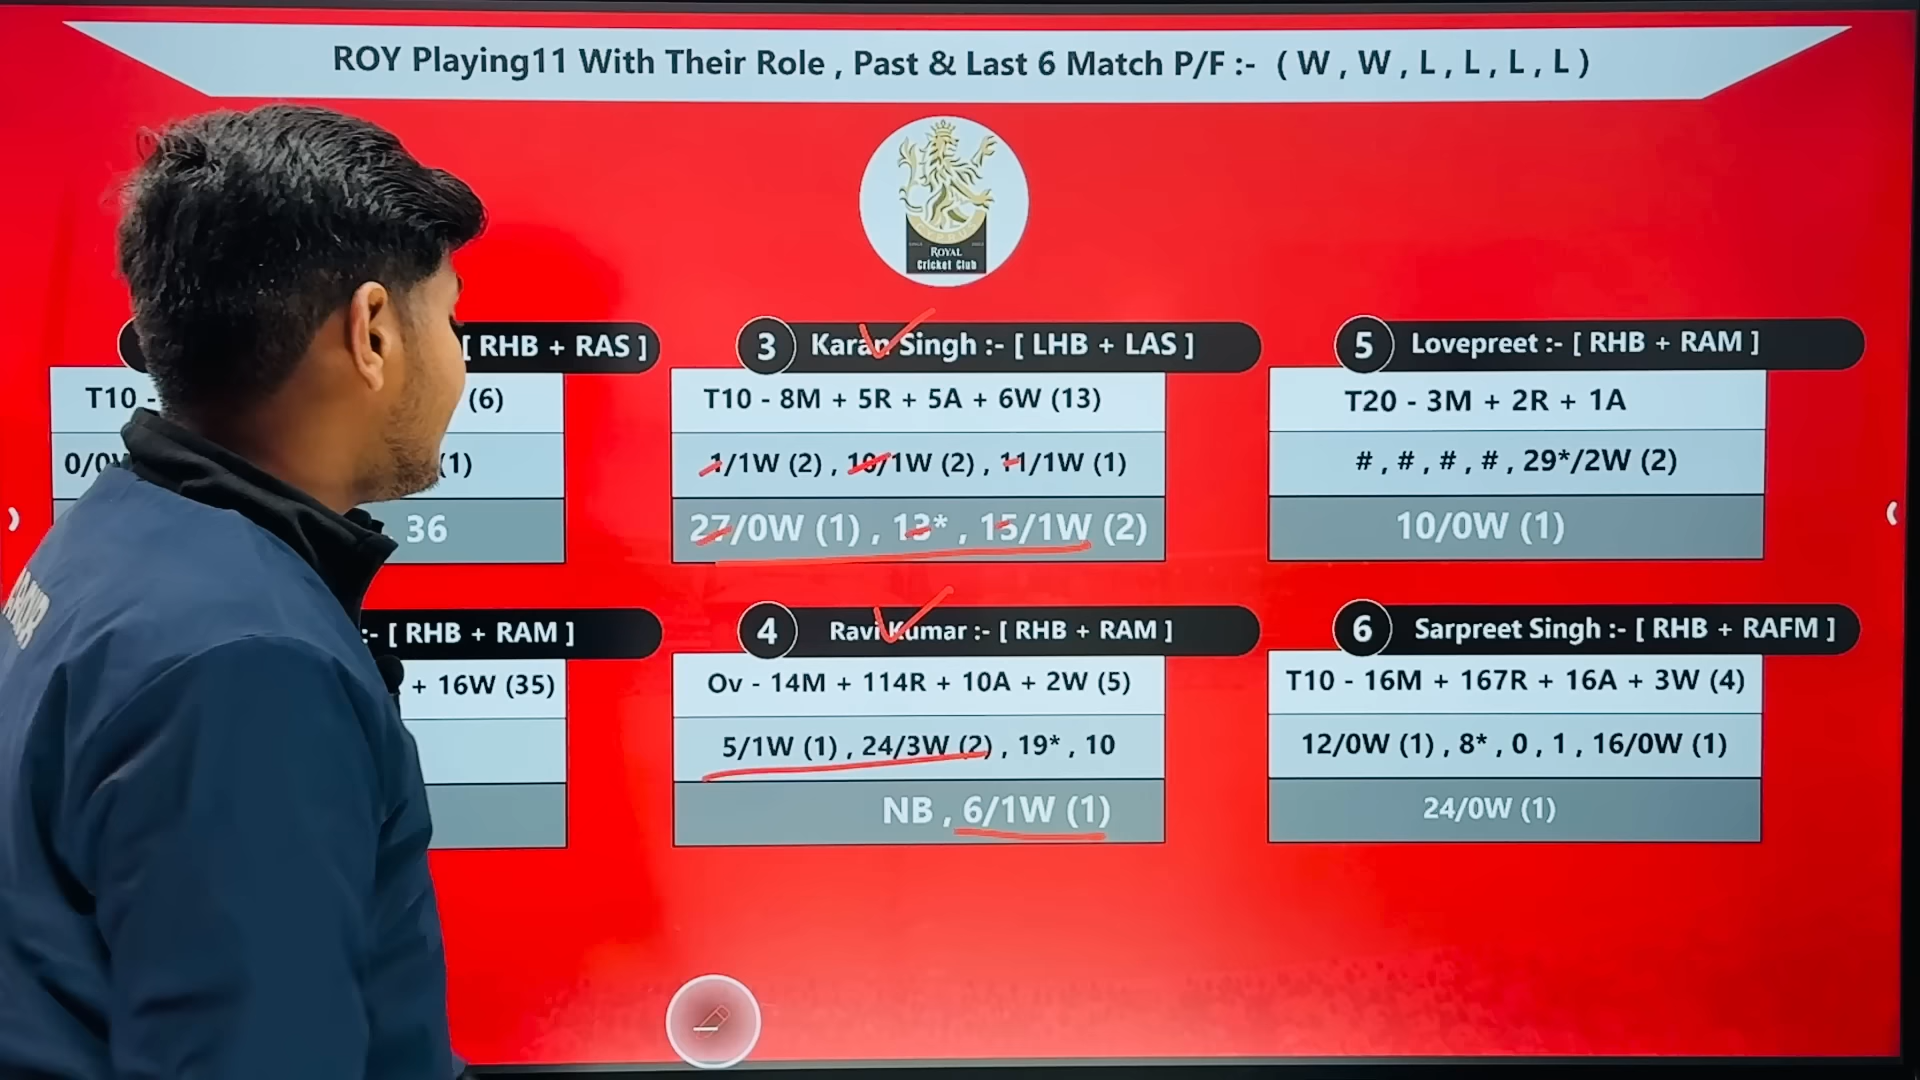 ROY Playing11 With Their Role , Past & Last 6 Match P/F :- ( W , W , L , L , L , L )
ROYAL
Cricket Club
[ RHB + RAS ]
T10 - (6)
(1)
36
:- [ RHB + RAM ]
+ 16W (35)
3 Karan Singh :- [ LHB + LAS ]
T10 - 8M + 5R + 5A + 6W (13)
1/1W (2) , 10/1W (2) , 11/1W (1)
27/0W (1) , 13* , 15/1W (2)
4 Ravi Kumar :- [ RHB + RAM ]
Ov - 14M + 114R + 10A + 2W (5)
5/1W (1) , 24/3W (2) , 19* , 10
NB , 6/1W (1)
5 Lovepreet :- [ RHB + RAM ]
T20 - 3M + 2R + 1A
# , # , # , # , 29*/2W (2)
10/0W (1)
6 Sarpreet Singh :- [ RHB + RAFM ]
T10 - 16M + 167R + 16A + 3W (4)
12/0W (1) , 8* , 0 , 1 , 16/0W (1)
24/0W (1)